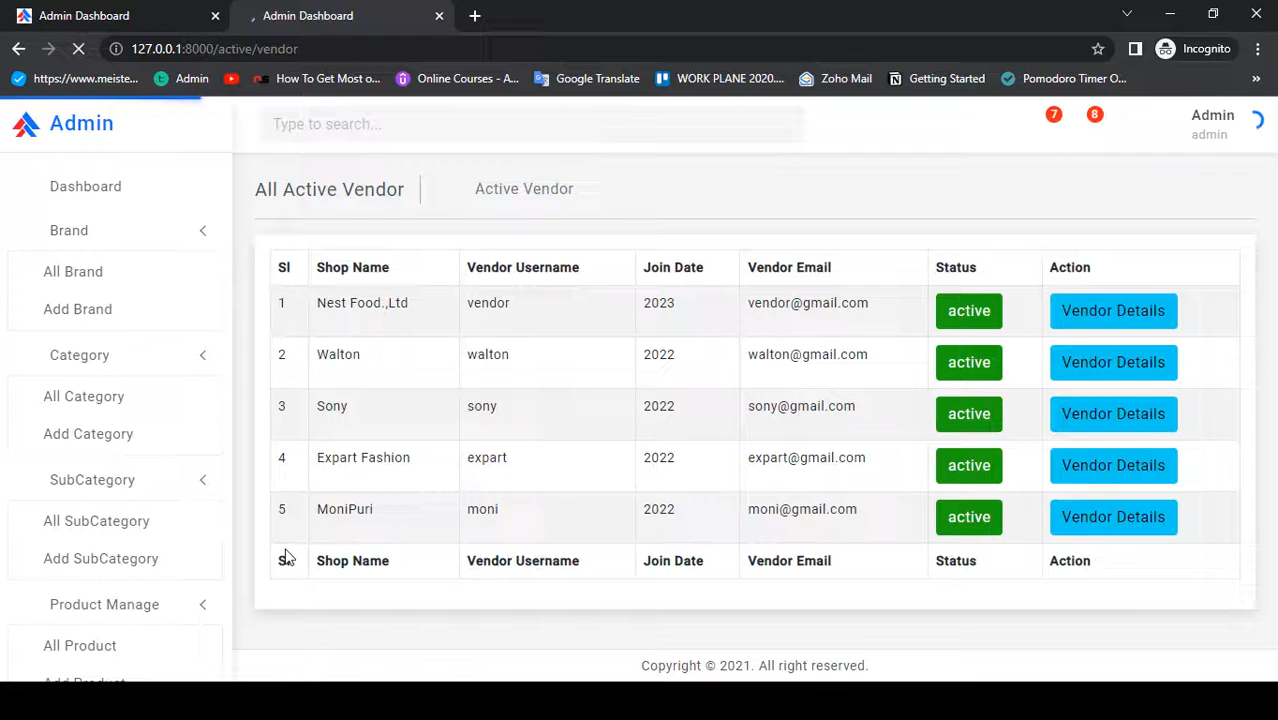 Admin Dashboard
Admin Dashboard
127.0.0.1:8000/active/vendor
Incognito
https://www.meiste...
Admin
How To Get Most o...
Online Courses - A...
Google Translate
WORK PLANE 2020....
Zoho Mail
Getting Started
Pomodoro Timer O...
Admin
Type to search...
7
8
Admin
admin
Dashboard
Brand
All Brand
Add Brand
Category
All Category
Add Category
SubCategory
All SubCategory
Add SubCategory
Product Manage
All Product
Add Product
All Active Vendor
Active Vendor
Sl Shop Name Vendor Username Join Date Vendor Email Status Action
1 Nest Food.,Ltd vendor 2023 vendor@gmail.com active Vendor Details
2 Walton walton 2022 walton@gmail.com active Vendor Details
3 Sony sony 2022 sony@gmail.com active Vendor Details
4 Expart Fashion expart 2022 expart@gmail.com active Vendor Details
5 MoniPuri moni 2022 moni@gmail.com active Vendor Details
Sl Shop Name Vendor Username Join Date Vendor Email Status Action
Copyright © 2021. All right reserved.